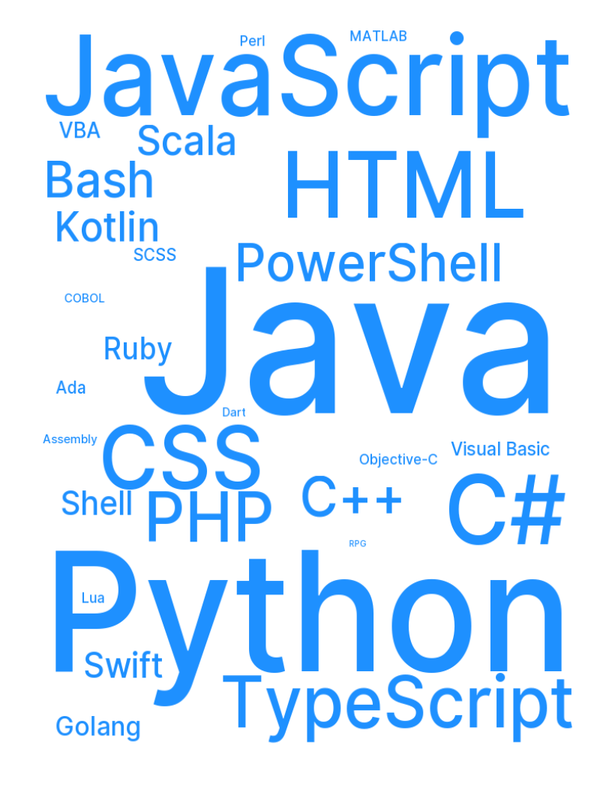 Perl
MATLAB
JavaScript
VBA
Scala
HTML
Bash
Kotlin
SCSS
PowerShell
COBOL
Java
Ruby
Ada
Dart
Assembly
CSS
Visual Basic
Objective-C
Shell
PHP
C++
C#
RPG
Python
Lua
Swift
TypeScript
Golang